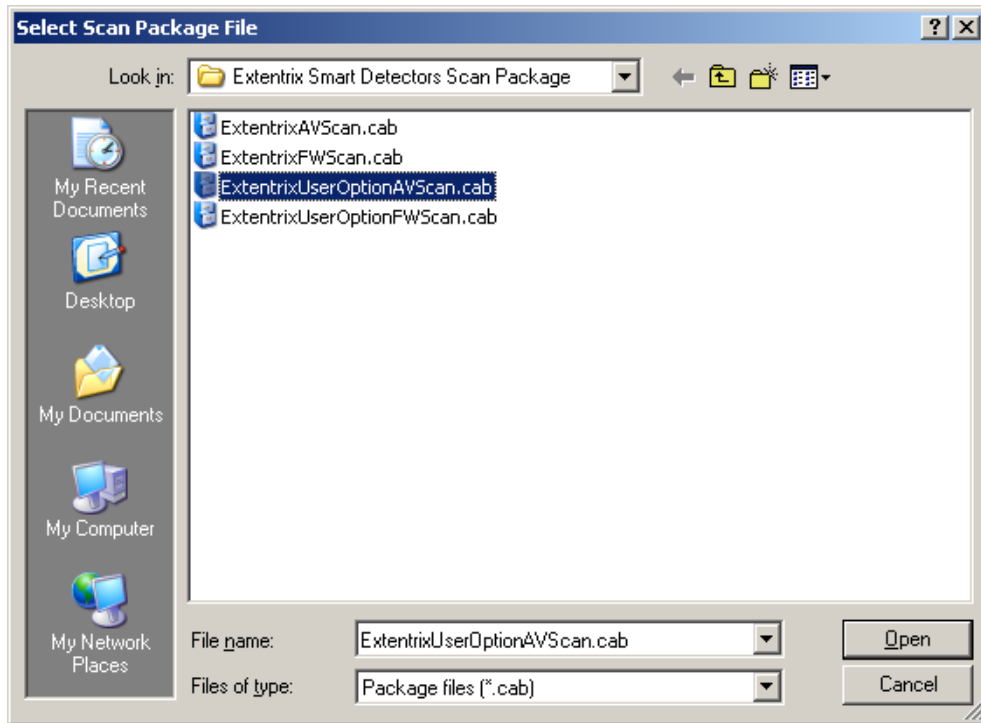 Select Scan Package File
Look in: Extentrix Smart Detectors Scan Package
My Recent
Documents
Desktop
My Documents
My Computer
My Network
Places
ExtentrixAVScan.cab
ExtentrixFWScan.cab
ExtentrixUserOptionAVScan.cab
ExtentrixUserOptionFWScan.cab
File name: ExtentrixUserOptionAVScan.cab Open
Files of type: Package files (*.cab) Cancel